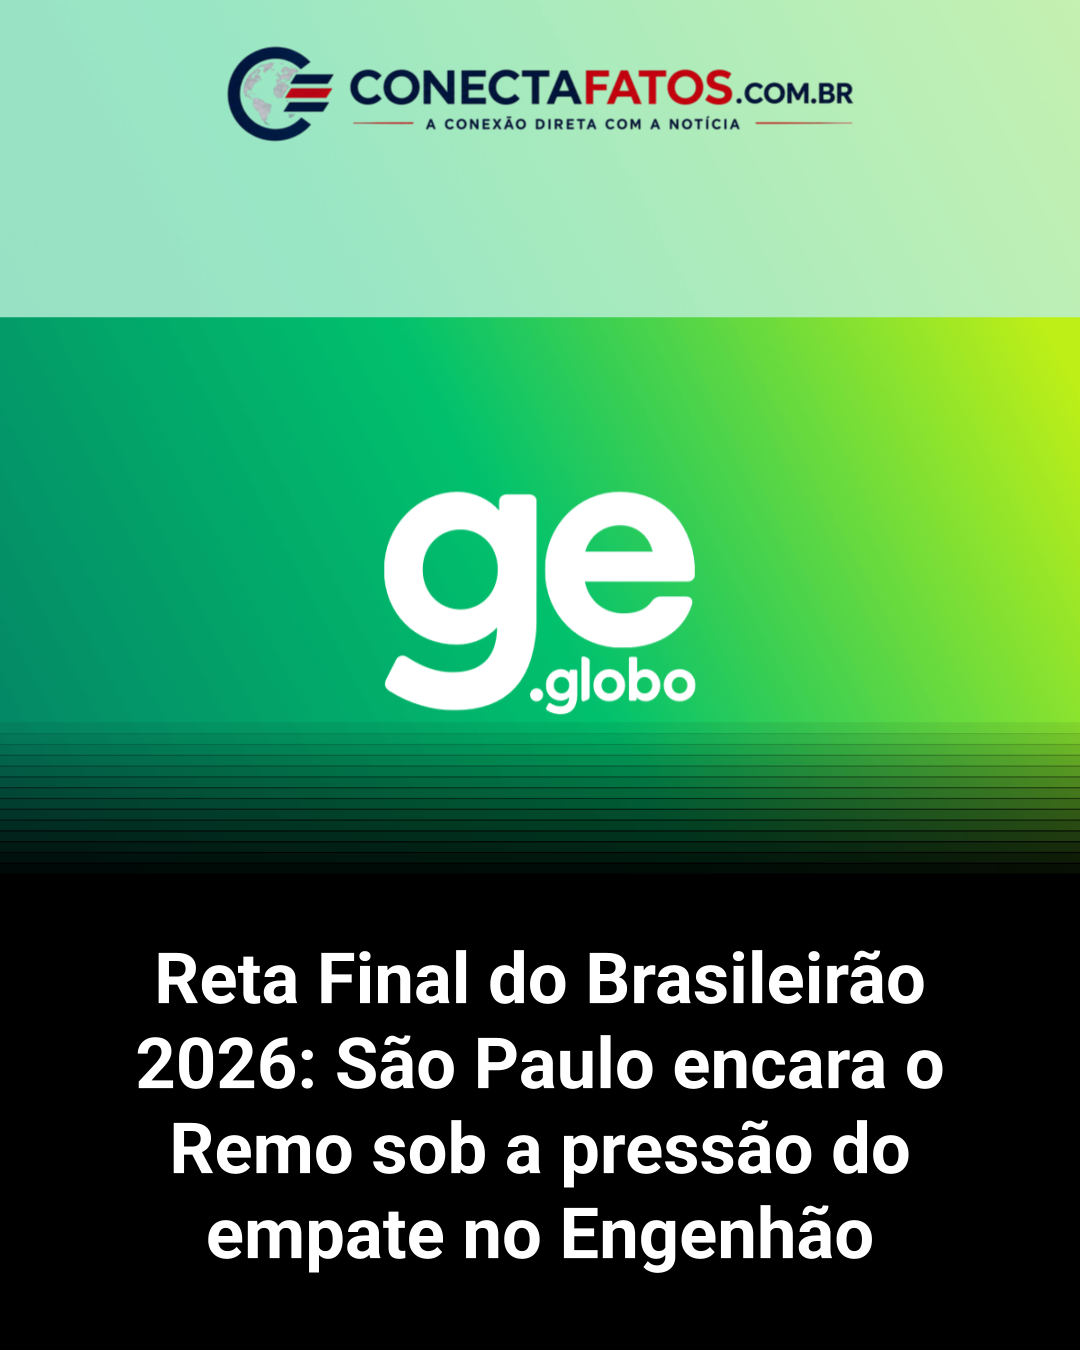 CONECTAFATOS.COM.BR
A CONEXÃO DIRETA COM A NOTÍCIA
ge
.globo
Reta Final do Brasileirão
2026: São Paulo encara o
Remo sob a pressão do
empate no Engenhão